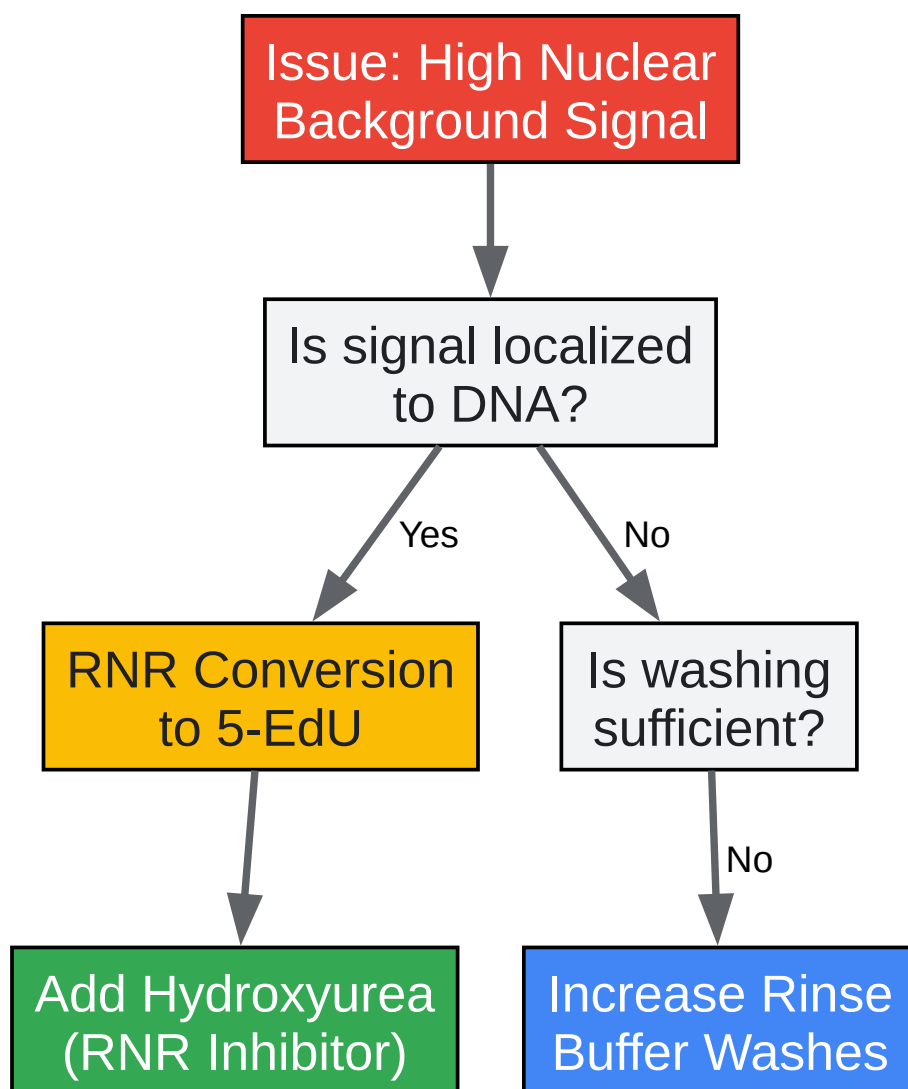 Issue: High Nuclear
Background Signal
Is signal localized
to DNA?
Yes
No
RNR Conversion
to 5-EdU
Is washing
sufficient?
No
Add Hydroxyurea
(RNR Inhibitor)
Increase Rinse
Buffer Washes